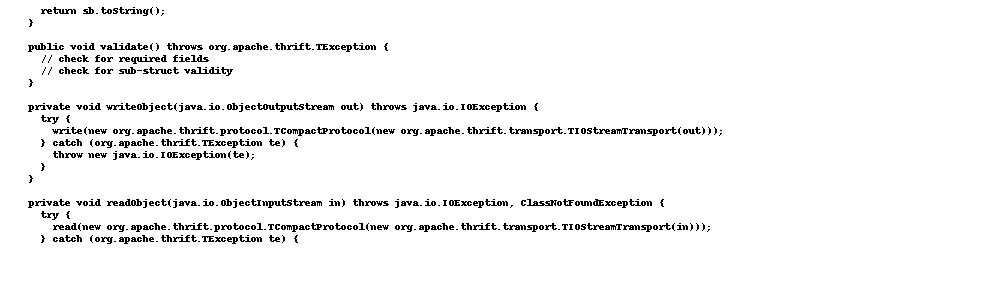 return sb.toString();
}
public void validate() throws org.apache.thrift.TException {
// check for required fields
// check for sub-struct validity
}
private void writeObject(java.io.ObjectOutputStream out) throws java.io.IOException {
try {
write(new org.apache.thrift.protocol.TCompactProtocol(new org.apache.thrift.transport.TIOStreamTransport(out)));
} catch (org.apache.thrift.TException te) {
throw new java.io.IOException(te);
}
}
private void readObject(java.io.ObjectInputStream in) throws java.io.IOException, ClassNotFoundException {
try {
read(new org.apache.thrift.protocol.TCompactProtocol(new org.apache.thrift.transport.TIOStreamTransport(in)));
} catch (org.apache.thrift.TException te) {